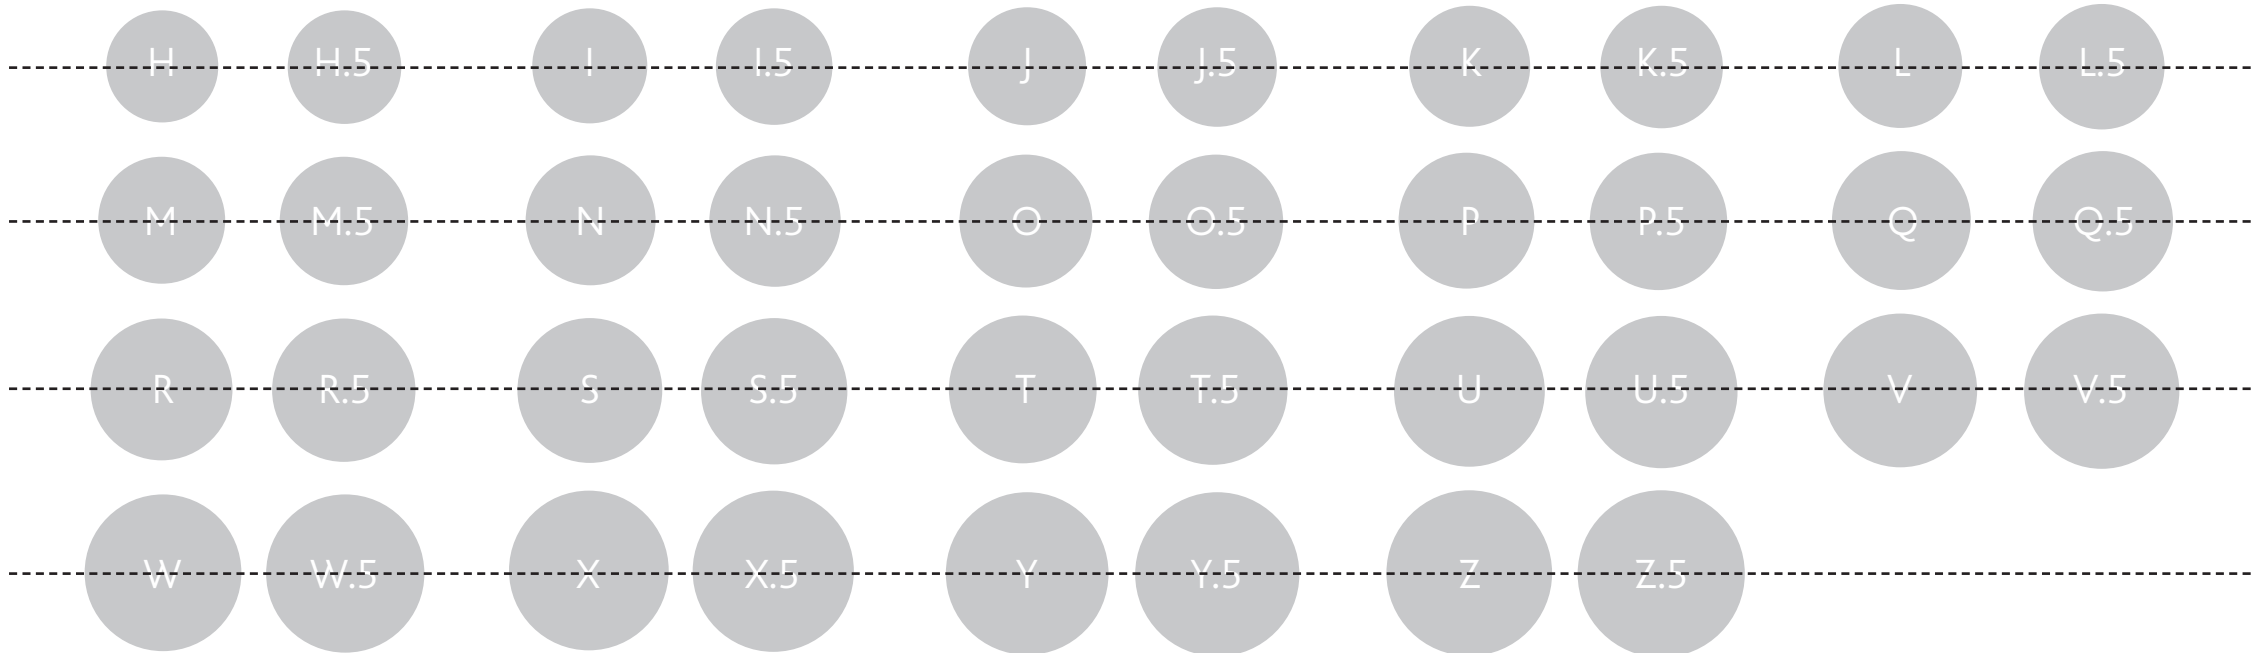 H H.5 I I.5 J J.5 K K.5 L L.5
M M.5 N N.5 O O.5 P P.5 Q Q.5
R R.5 S S.5 T T.5 U U.5 V V.5
W W.5 X X.5 Y Y.5 Z Z.5